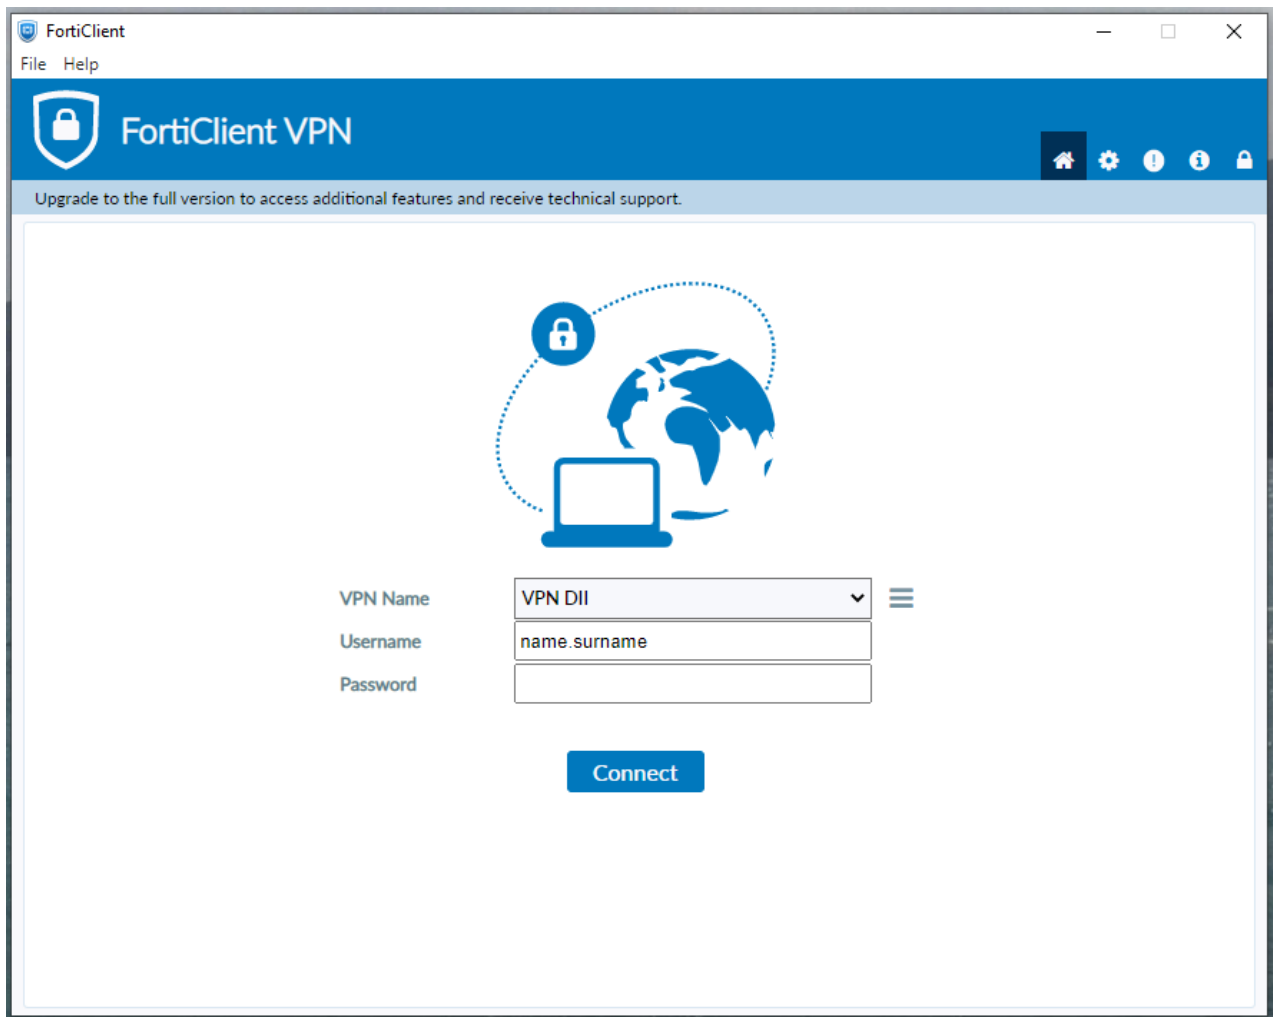 FortiClient
File Help
FortiClient VPN
Upgrade to the full version to access additional features and receive technical support.
VPN Name VPN DII
Username name.surname
Password
Connect